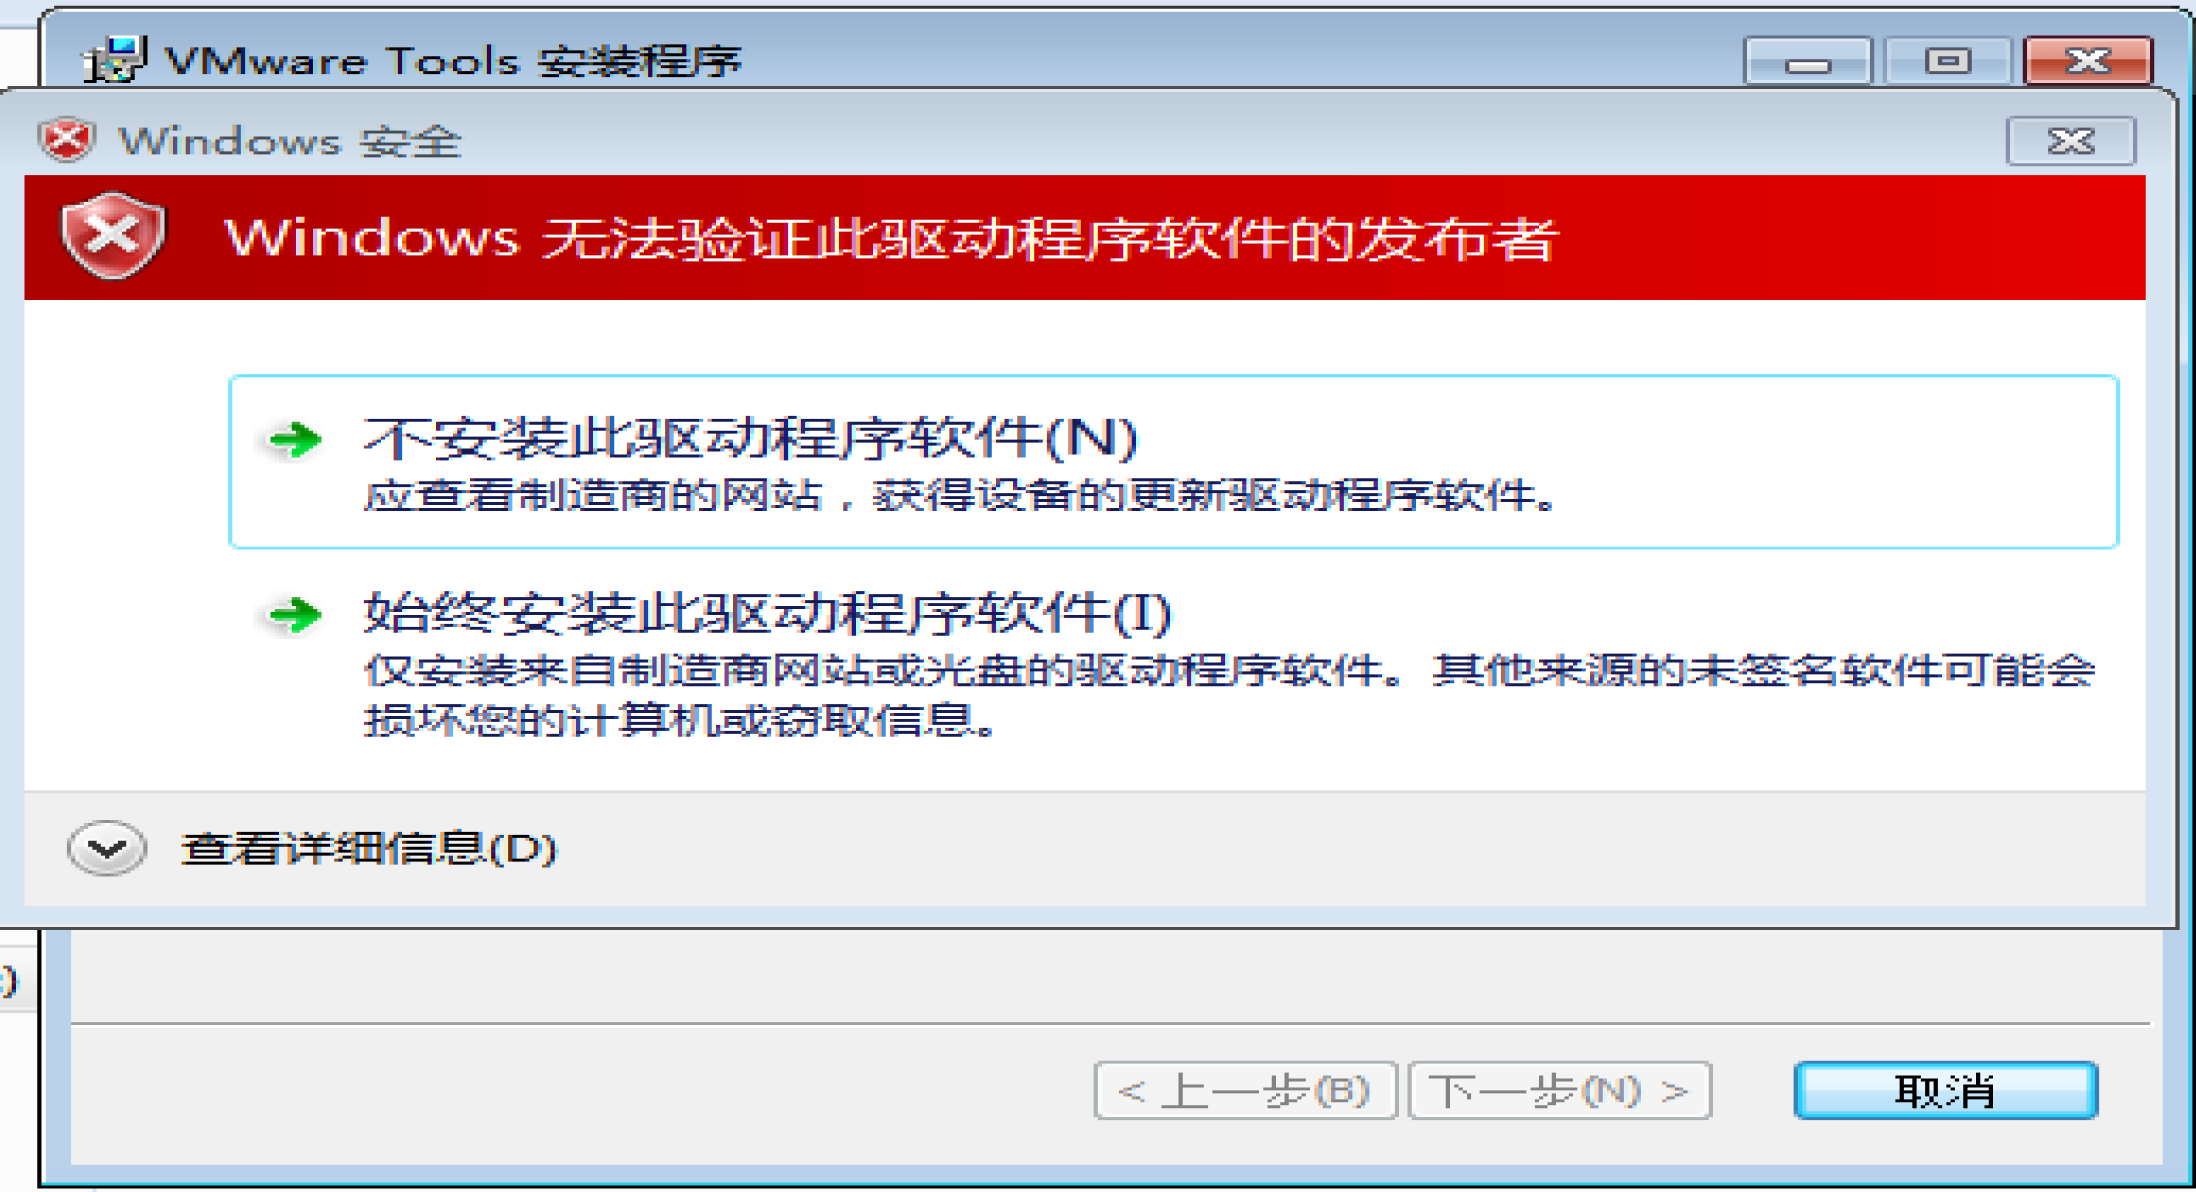 VMware Tools 安装程序
Windows 安全
Windows 无法验证此驱动程序软件的发布者
不安装此驱动程序软件(N)
应查看制造商的网站，获得设备的更新驱动程序软件。
始终安装此驱动程序软件(I)
仅安装来自制造商网站或光盘的驱动程序软件。其他来源的未签名软件可能会
损坏您的计算机或窃取信息。
查看详细信息(D)
)
< 上一步(B) 下一步(N) > 取消